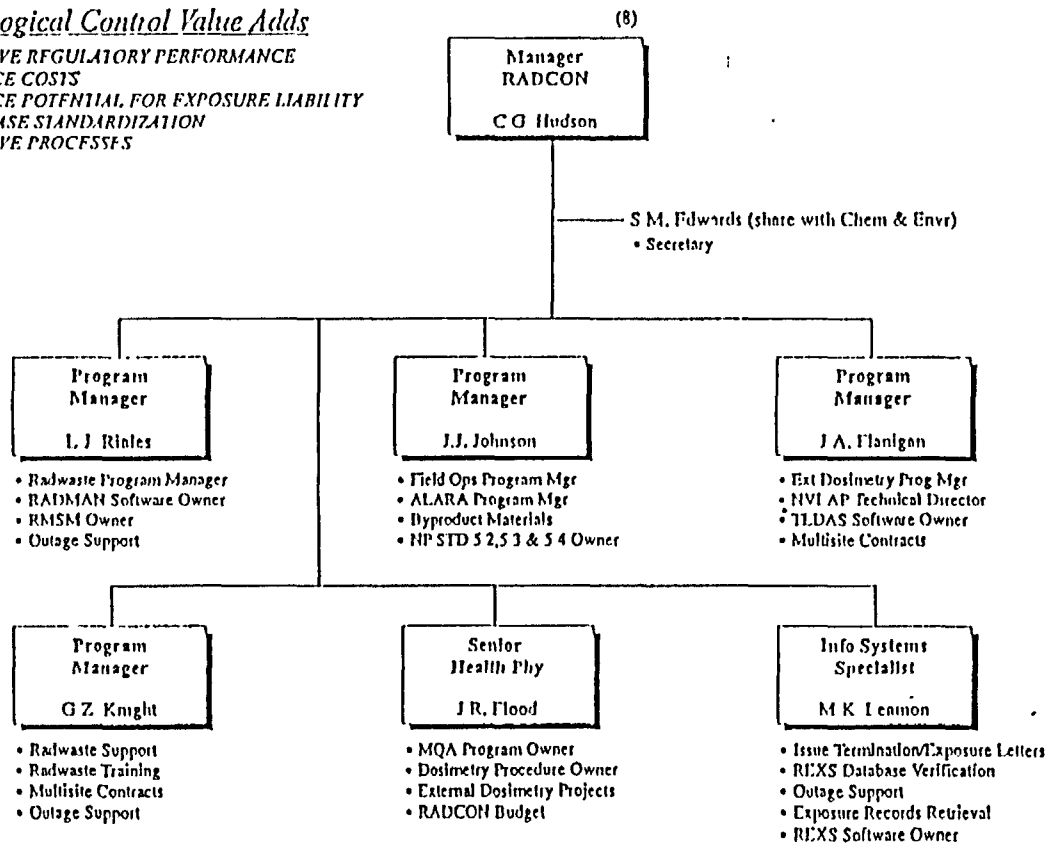 ogical Control Value Adds
VE REGULATORY PERFORMANCE
CE COSTS
CE POTENTIAL FOR EXPOSURE LIABILITY
ASE STANDARDIZATION
VE PROCESSES
(8)
Manager
RADCON
C G Hudson
S M. Edwards (share with Chem & Envr)
• Secretary
Program
Manager
L. J
Program
Manager
J.J. Johnson
Program
Manager
J A. Flanigan
• Radwaste Program Manager
• RADMAN Software Owner
• RMSM Owner
• Outage Support
• Field Ops Program Mgr
• ALARA Program Mgr
• Byproduct Materials
• NP STD 5 2,5 3 & 5 4 Owner
• Ext Dosimetry Prog Mgr
• NVLAP Technical Director
• TLDAS Software Owner
• Multisite Contracts
Program
Manager
G Z. Knight
Senior
Health Phy
J R. Flood
Info Systems
Specialist
M K Lemmon
• Radwaste Support
• Radwaste Training
• Multisite Contracts
• Outage Support
• MQA Program Owner
• Dosimetry Procedure Owner
• External Dosimetry Projects
• RADCON Budget
• Issue Termination/Exposure Letters
• REXS Database Verification
• Outage Support
• Exposure Records Retrieval
• REXS Software Owner